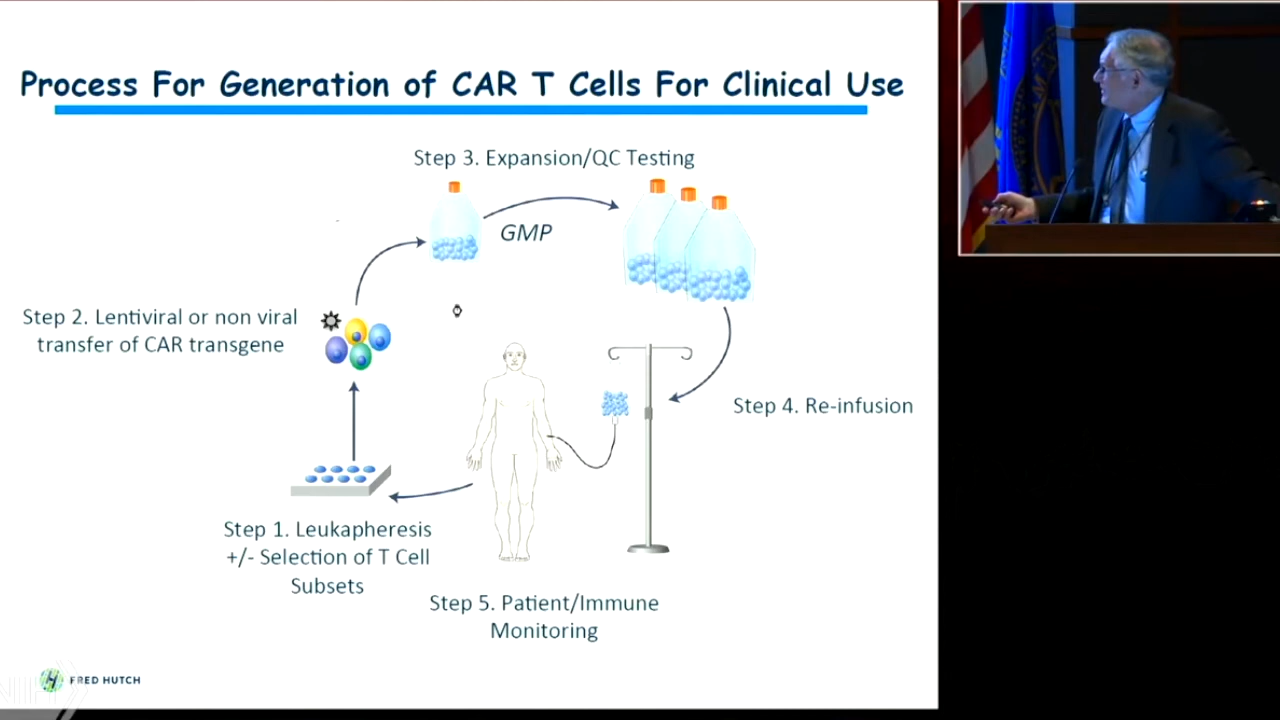 Process For Generation of CAR T Cells For Clinical Use
Step 3. Expansion/QC Testing
GMP
Step 2. Lentiviral or non viral
transfer of CAR transgene
Step 4. Re-infusion
Step 1. Leukapheresis
+/- Selection of T Cell
Subsets
Step 5. Patient/Immune
Monitoring
FRED HUTCH
NIH